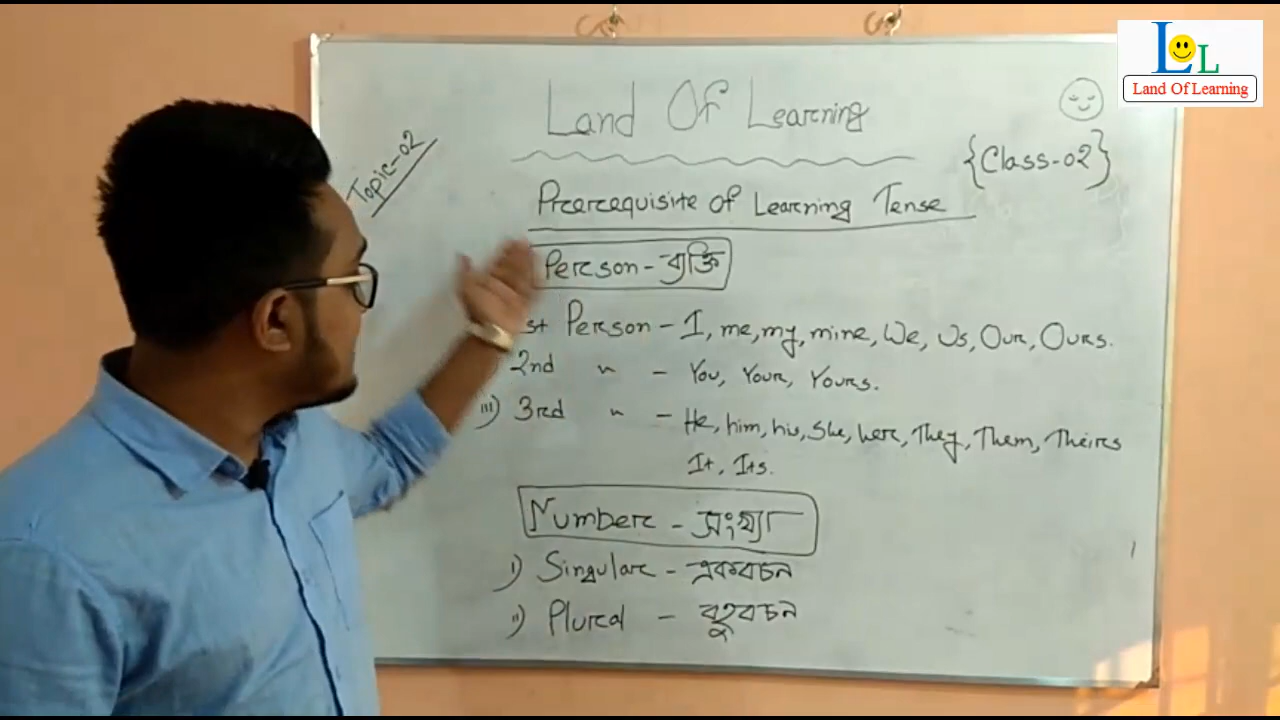 LOL
Land Of Learning
Land Of Learning
Topic-02
{Class-02}
Prerequisite of Learning Tense
Person - ব্যক্তি
st Person - I, me, my, mine, We, Us, Our, Ours.
2nd " - You, Your, Yours.
iii) 3rd " - He, him, his, She, her, They, Them, Theirs
It, Its.
Number - সংখ্যা
i) Singular - একবচন
ii) Plural - বহুবচন